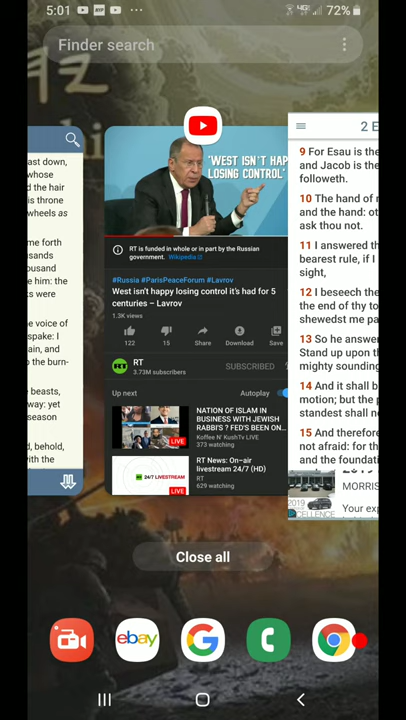 5:01
72%
Finder search
'WEST ISN'T HAP
LOSING CONTROL'
RT is funded in whole or in part by the Russian
government. Wikipedia
#Russia #ParisPeaceForum #Lavrov
West isn't happy losing control it's had for 5
centuries – Lavrov
1.3K views
122
15
Share
Download
Save
RT
3.73M subscribers
SUBSCRIBED
Up next
Autoplay
NATION OF ISLAM IN
BUSINESS WITH JEWISH
RABBI'S ? FED'S BEEN ON...
Koffee N' KushTv LIVE
373 watching
LIVE
RT News: On–air
livestream 24/7 (HD)
RT
629 watching
24/7 LIVESTREAM
LIVE
ast down,
whose
d the hair
is throne
wheels as
me forth
usands
ousand
e him: the
ks were
e voice of
spake: I
ain, and
o the burn-
beasts,
way: yet
season
d, behold,
with the
2 E
9 For Esau is the
and Jacob is the
followeth.
10 The hand of
and the hand: ot
ask thou not.
11 I answered th
bearest rule, if I
sight,
12 I beseech the
the end of thy to
shewedst me pa
13 So he answer
Stand up upon t
mighty sounding
14 And it shall b
motion; but the p
standest shall no
15 And therefore
not afraid: for th
and the foundat
MORRIS
2019
CELLENCE
Your exp
Close all
ebay